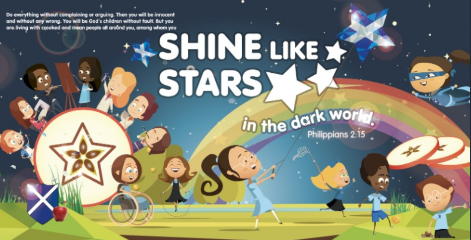 Do everything without complaining or arguing. Then you will be innocent
and without any wrong. You will be God's children without fault. But you
are living with crooked and mean people all around you, among whom you
SHINE LIKE
STARS
in the dark world.
Philippians 2:15